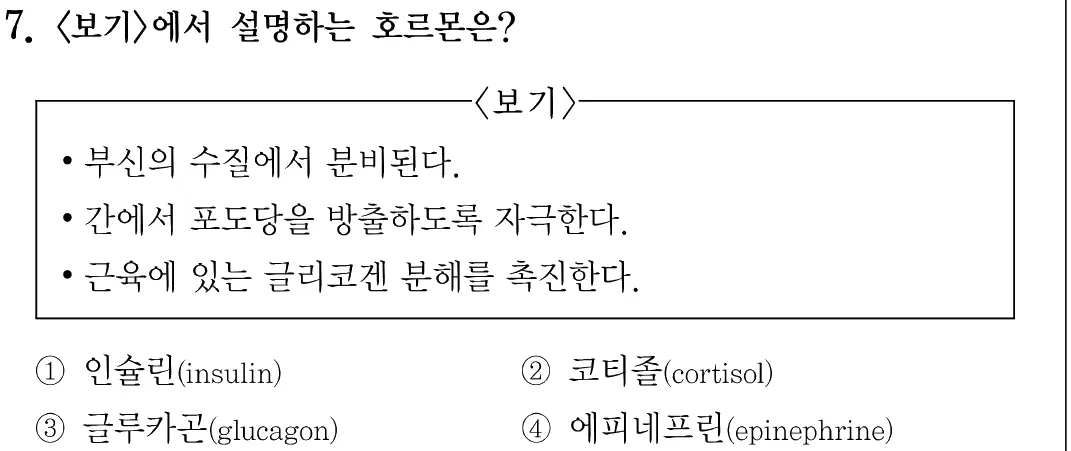 7. 〈보기〉에서 설명하는 호르몬은?
〈보기〉
• 부신의 수질에서 분비된다.
• 간에서 포도당을 방출하도록 자극한다.
• 근육에 있는 글리코겐 분해를 촉진한다.
① 인슐린(insulin) ② 코티졸(cortisol)
③ 글루카곤(glucagon) ④ 에피네프린(epinephrine)